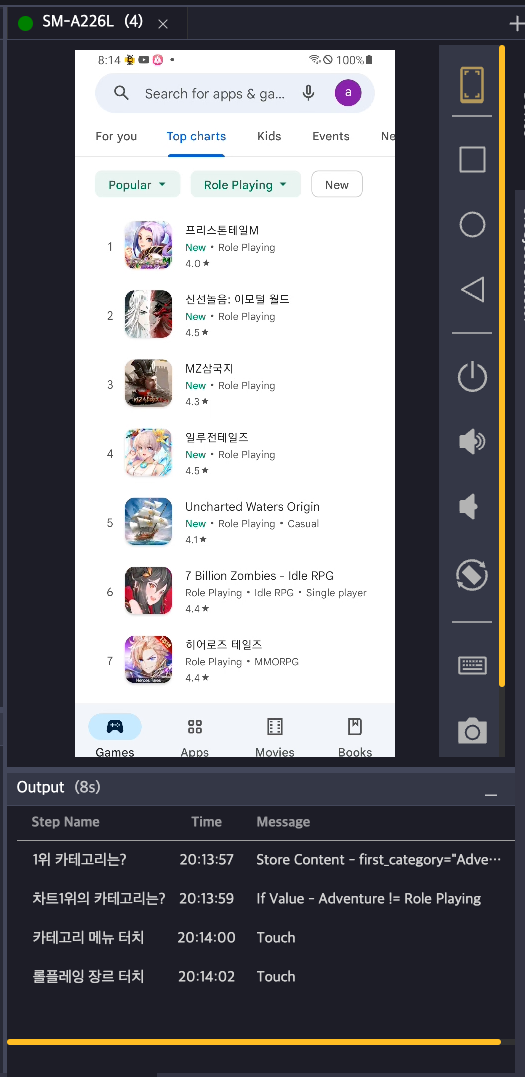 SM-A226L (4)
8:14 100%
Search for apps & ga...
a
For you Top charts Kids Events Ne
Popular Role Playing New
1 프리스톤테일M
New • Role Playing
4.0★
2 신선놀음: 이모털 월드
New • Role Playing
4.5★
3 MZ삼국지
New • Role Playing
4.3★
4 일루전테일즈
New • Role Playing
4.5★
5 Uncharted Waters Origin
New • Role Playing • Casual
4.1★
6 7 Billion Zombies - Idle RPG
Role Playing • Idle RPG • Single player
4.4★
7 히어로즈 테일즈
Role Playing • MMORPG
4.4★
Games Apps Movies Books
Output (8s)
Step Name Time Message
1위 카테고리는? 20:13:57 Store Content - first_category="Adve···
차트1위의 카테고리는? 20:13:59 If Value - Adventure != Role Playing
카테고리 메뉴 터치 20:14:00 Touch
롤플레잉 장르 터치 20:14:02 Touch